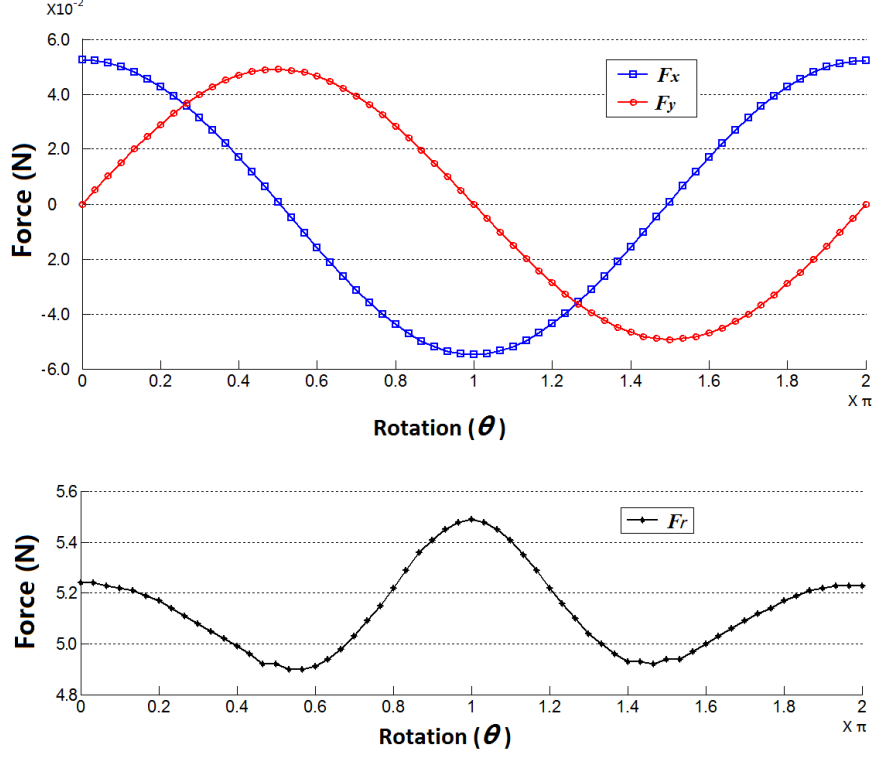 X10⁻²
6.0
4.0
2.0
0
2.0
-4.0
-6.0
Force (N)
Fx
Fy
0 0.2 0.4 0.6 0.8 1 1.2 1.4 1.6 1.8 2
X π
Rotation (θ)
5.6
5.4
5.2
5.0
4.8
Force (N)
Fr
0 0.2 0.4 0.6 0.8 1 1.2 1.4 1.6 1.8 2
X π
Rotation (θ)